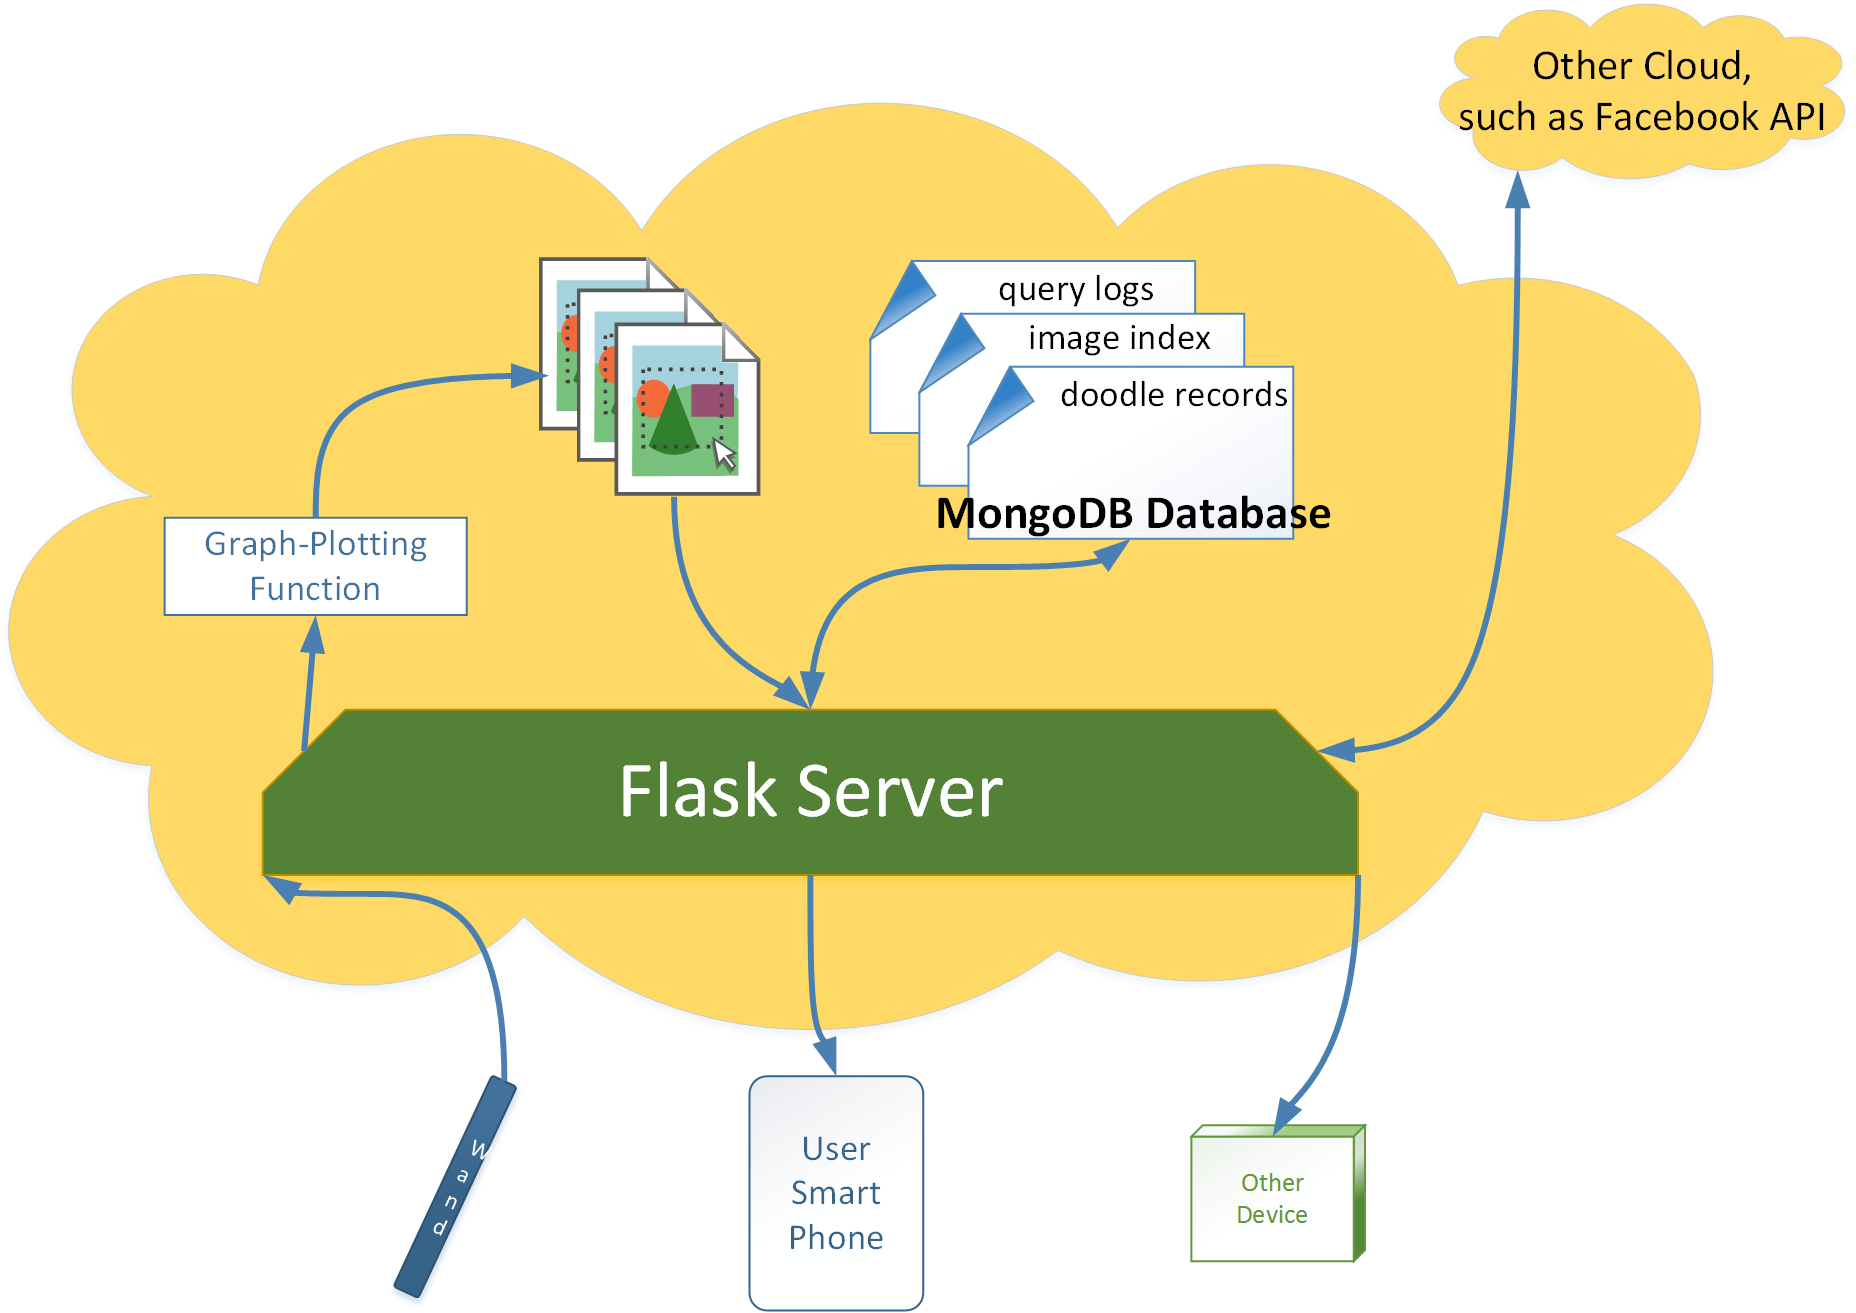 Other Cloud,
such as Facebook API
query logs
image index
doodle records
MongoDB Database
Graph-Plotting
Function
Flask Server
Wand
User
Smart
Phone
Other
Device